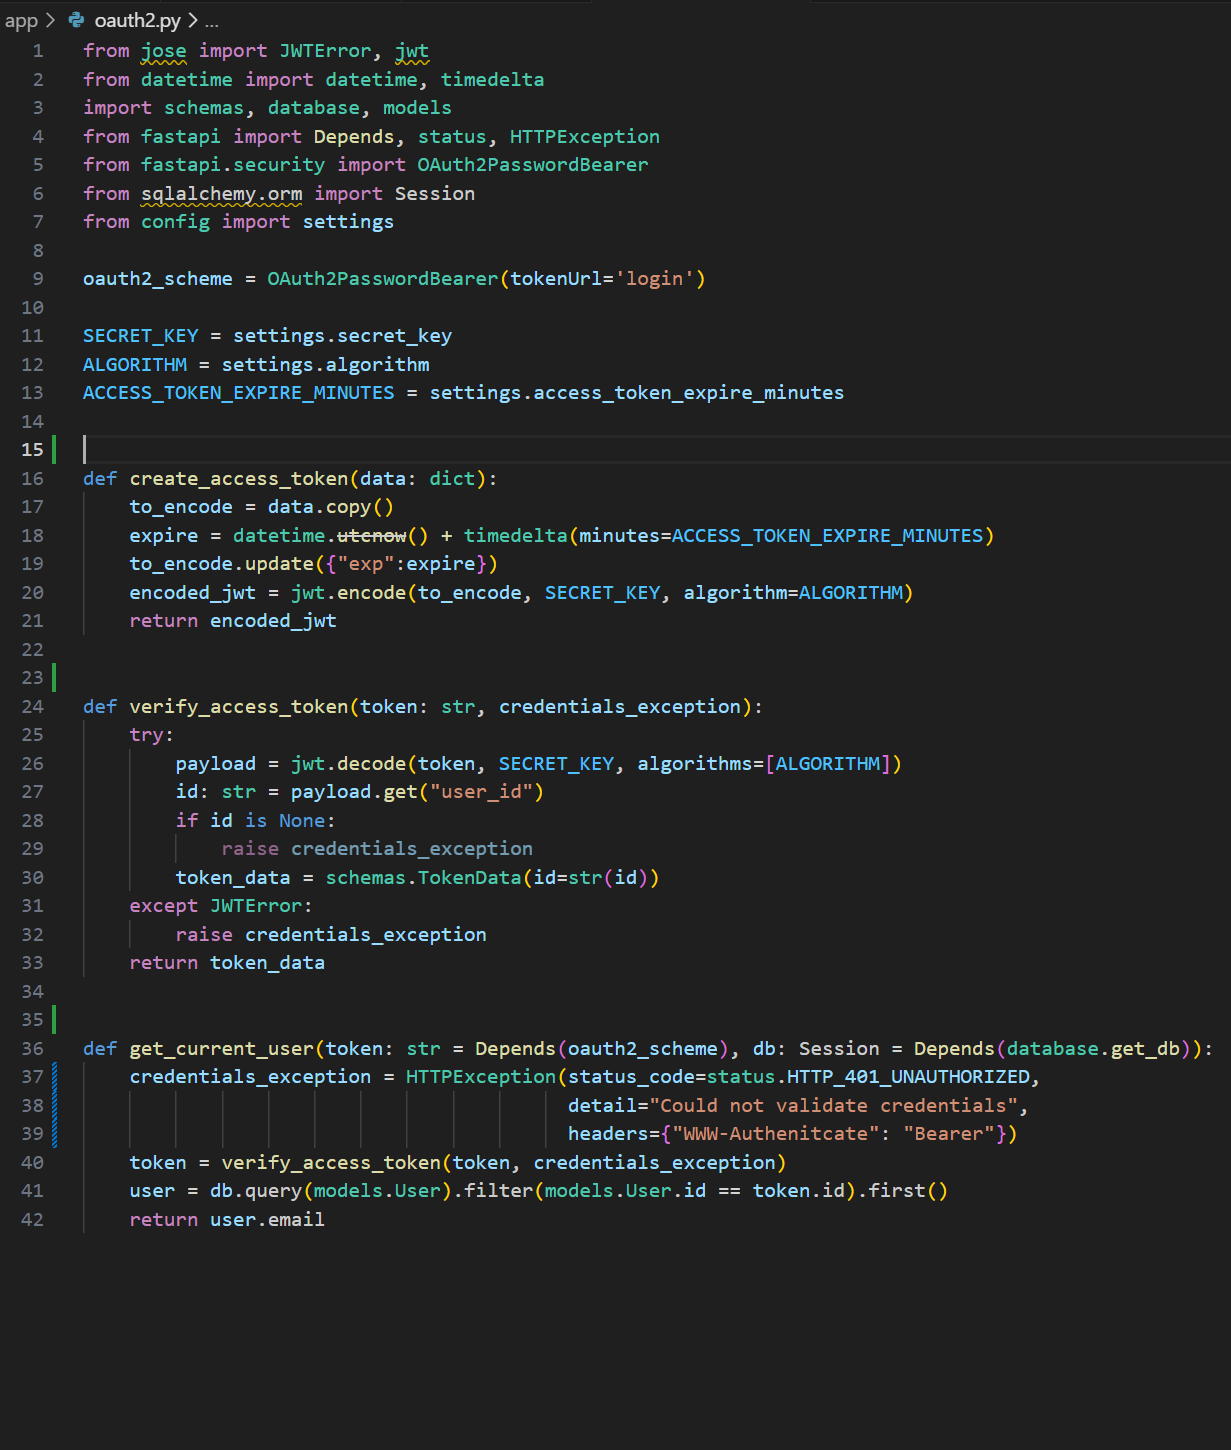 app > oauth2.py > ...
1 from jose import JWTError, jwt
2 from datetime import datetime, timedelta
3 import schemas, database, models
4 from fastapi import Depends, status, HTTPException
5 from fastapi.security import OAuth2PasswordBearer
6 from sqlalchemy.orm import Session
7 from config import settings
8
9 oauth2_scheme = OAuth2PasswordBearer(tokenUrl='login')
10
11 SECRET_KEY = settings.secret_key
12 ALGORITHM = settings.algorithm
13 ACCESS_TOKEN_EXPIRE_MINUTES = settings.access_token_expire_minutes
14
15
16 def create_access_token(data: dict):
17     to_encode = data.copy()
18     expire = datetime.utcnow() + timedelta(minutes=ACCESS_TOKEN_EXPIRE_MINUTES)
19     to_encode.update({"exp":expire})
20     encoded_jwt = jwt.encode(to_encode, SECRET_KEY, algorithm=ALGORITHM)
21     return encoded_jwt
22
23
24 def verify_access_token(token: str, credentials_exception):
25     try:
26         payload = jwt.decode(token, SECRET_KEY, algorithms=[ALGORITHM])
27         id: str = payload.get("user_id")
28         if id is None:
29             raise credentials_exception
30         token_data = schemas.TokenData(id=str(id))
31     except JWTError:
32         raise credentials_exception
33     return token_data
34
35
36 def get_current_user(token: str = Depends(oauth2_scheme), db: Session = Depends(database.get_db)):
37     credentials_exception = HTTPException(status_code=status.HTTP_401_UNAUTHORIZED,
38                                           detail="Could not validate credentials",
39                                           headers={"WWW-Authenitcate": "Bearer"})
40     token = verify_access_token(token, credentials_exception)
41     user = db.query(models.User).filter(models.User.id == token.id).first()
42     return user.email